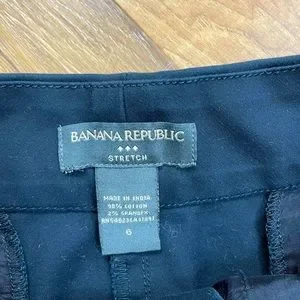 BANANA REPUBLIC
STRETCH
MADE IN INDIA
98% COTTON
2% SPANDEX
6